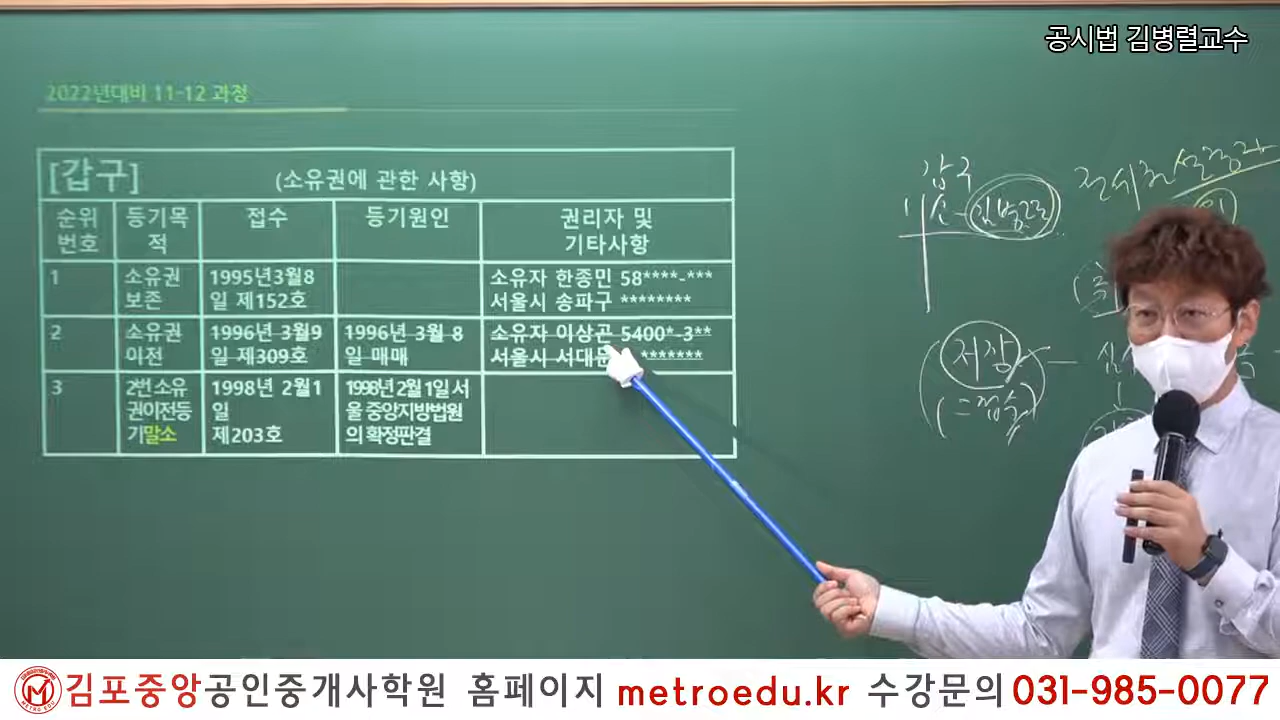 공시법 김병렬교수
2022년대비 11-12 과정
[갑구] (소유권에 관한 사항)
순위 번호
등기목적
접수
등기원인
권리자 및 기타사항
1
소유권 보존
1995년3월8일 제152호
소유자 한종민 58****-***
서울시 송파구 ********
2
소유권 이전
1996년 3월9일 제309호
1996년 3월 8일 매매
소유자 이상곤 5400*-3**
서울시 서대문 *******
3
2번 소유권이전등기말소
1998년 2월1일
제203호
1998년 2월 1일 서울 중앙지방법원의 확정판결
갑구
1 소
저당
(=접수)
METRO EDU
김포중앙공인중개사학원 홈페이지 metroedu.kr 수강문의 031-985-0077